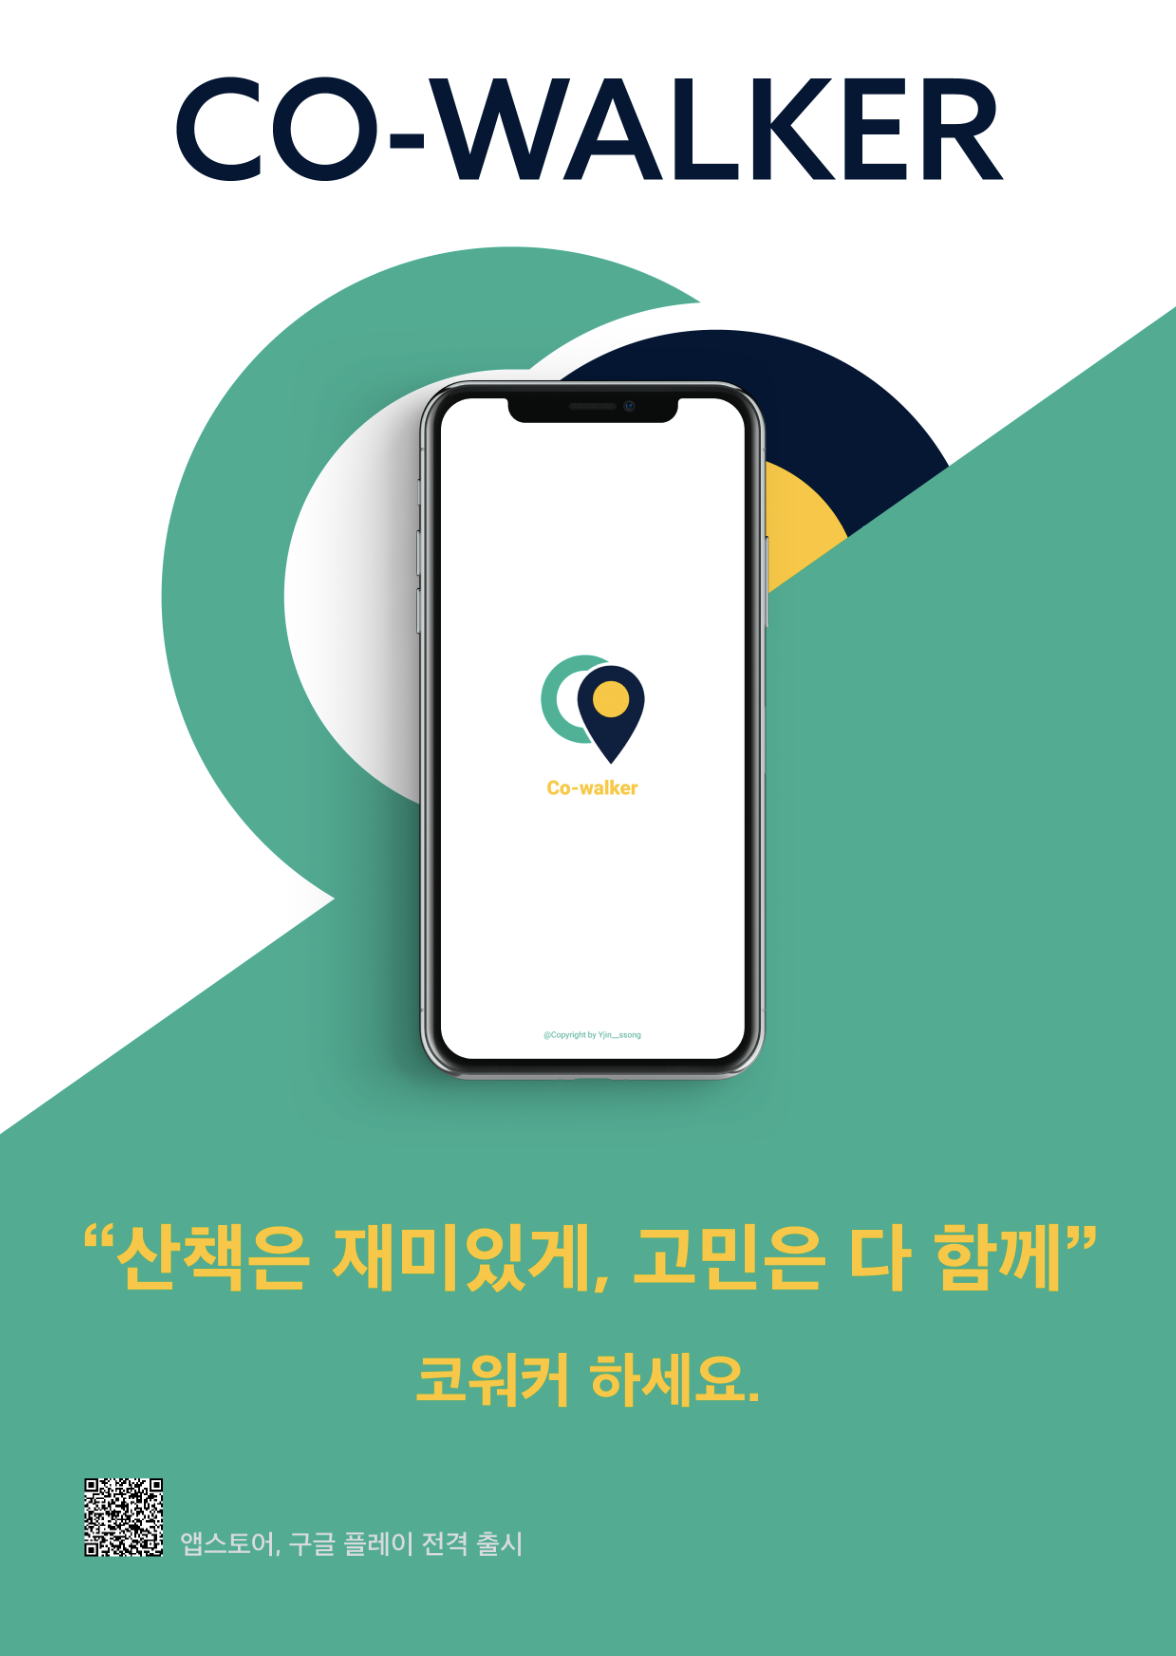 CO-WALKER
Co-walker
@Copyright by Yjin__ssong
“산책은 재미있게, 고민은 다 함께”
코워커 하세요.
앱스토어, 구글 플레이 전격 출시